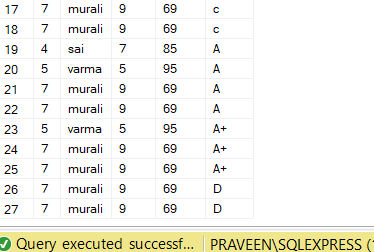 17 7 murali 9 69 c
18 7 murali 9 69 c
19 4 sai 7 85 A
20 5 varma 5 95 A
21 7 murali 9 69 A
22 7 murali 9 69 A
23 5 varma 5 95 A+
24 7 murali 9 69 A+
25 7 murali 9 69 A+
26 7 murali 9 69 D
27 7 murali 9 69 D
Query executed successf... PRAVEEN\SQLEXPRESS (